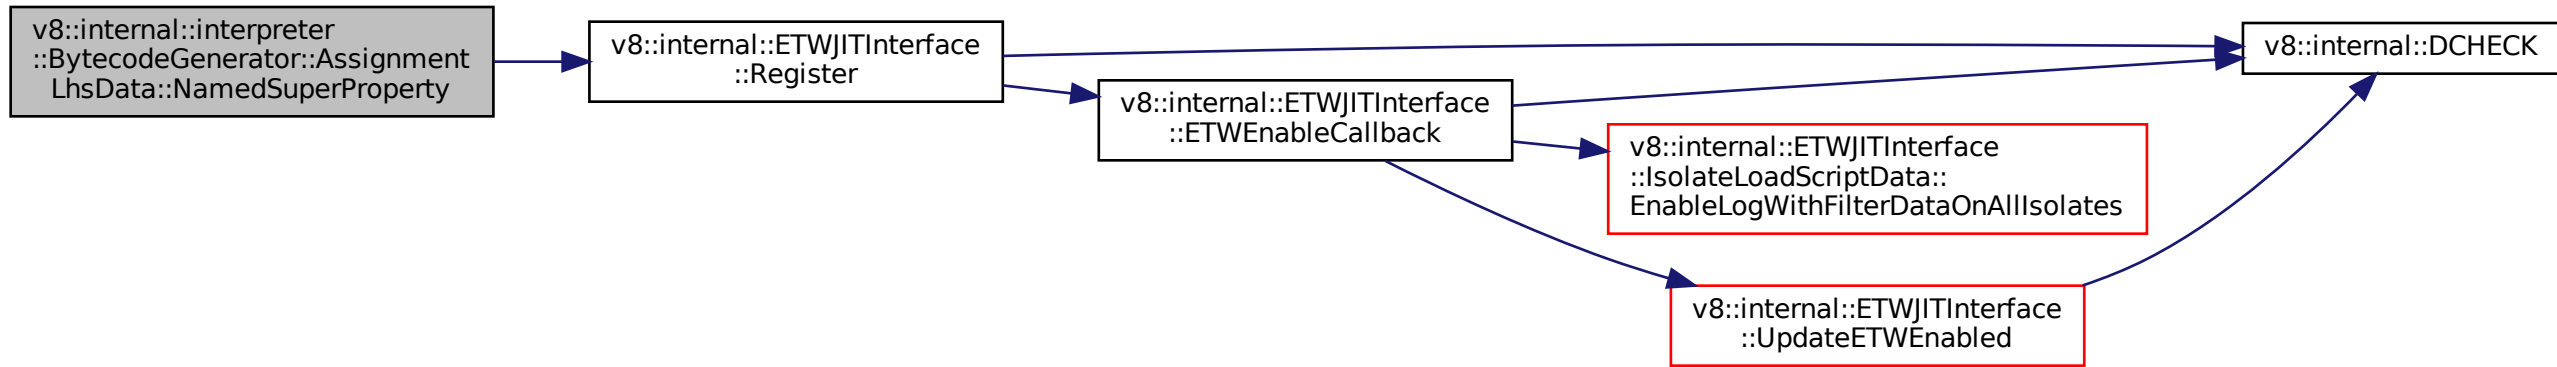 v8::internal::interpreter
::BytecodeGenerator::Assignment
LhsData::NamedSuperProperty
v8::internal::ETWJITInterface
::Register
v8::internal::ETWJITInterface
::ETWEnableCallback
v8::internal::DCHECK
v8::internal::ETWJITInterface
::IsolateLoadScriptData::
EnableLogWithFilterDataOnAllIsolates
v8::internal::ETWJITInterface
::UpdateETWEnabled